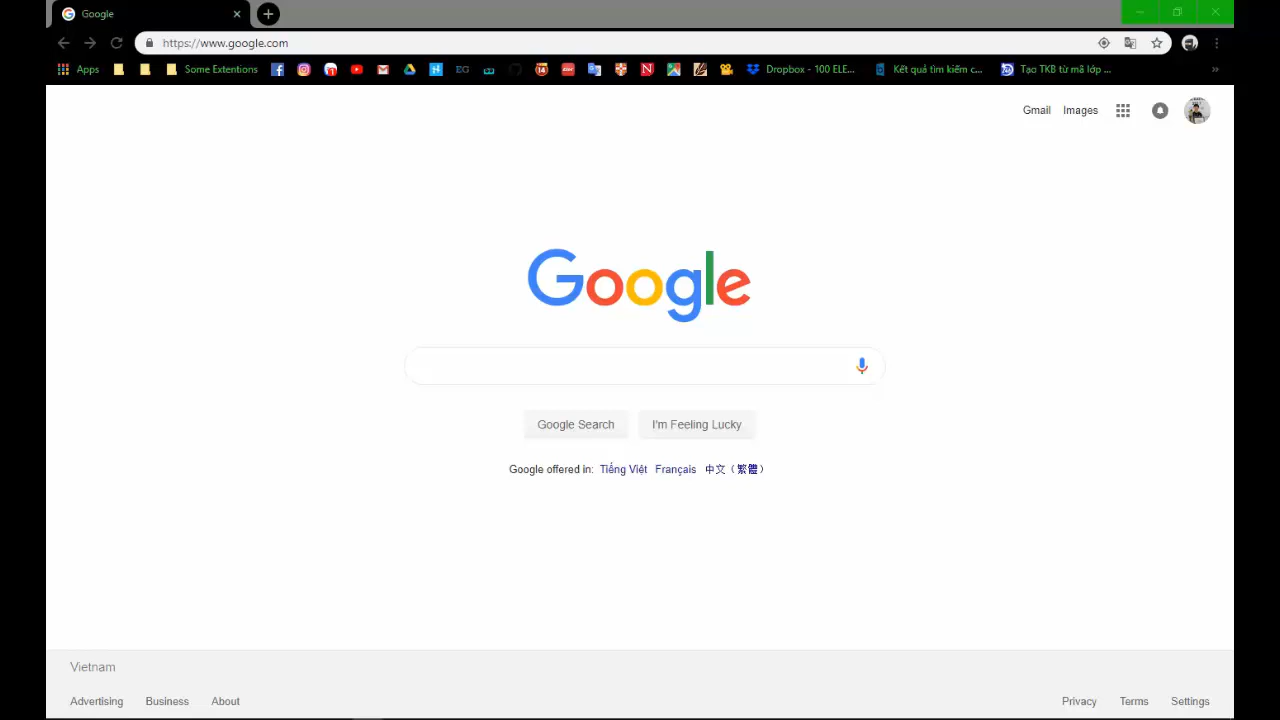 Google
https://www.google.com
Apps Some Extentions EG Dropbox - 100 ELE... Kết quả tìm kiếm c... Tạo TKB từ mã lớp ... »
Gmail Images
Google
Google Search I'm Feeling Lucky
Google offered in: Tiếng Việt Français 中文（繁體）
Vietnam
Advertising Business About Privacy Terms Settings